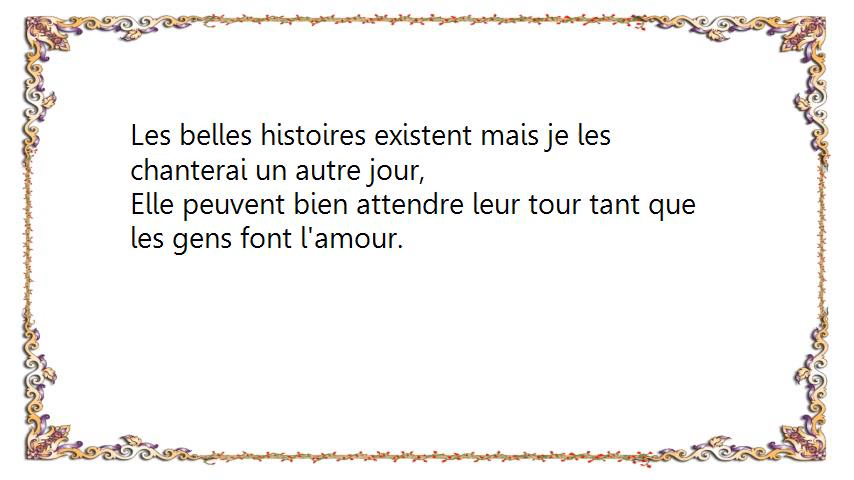 Les belles histoires existent mais je les
chanterai un autre jour,
Elle peuvent bien attendre leur tour tant que
les gens font l'amour.